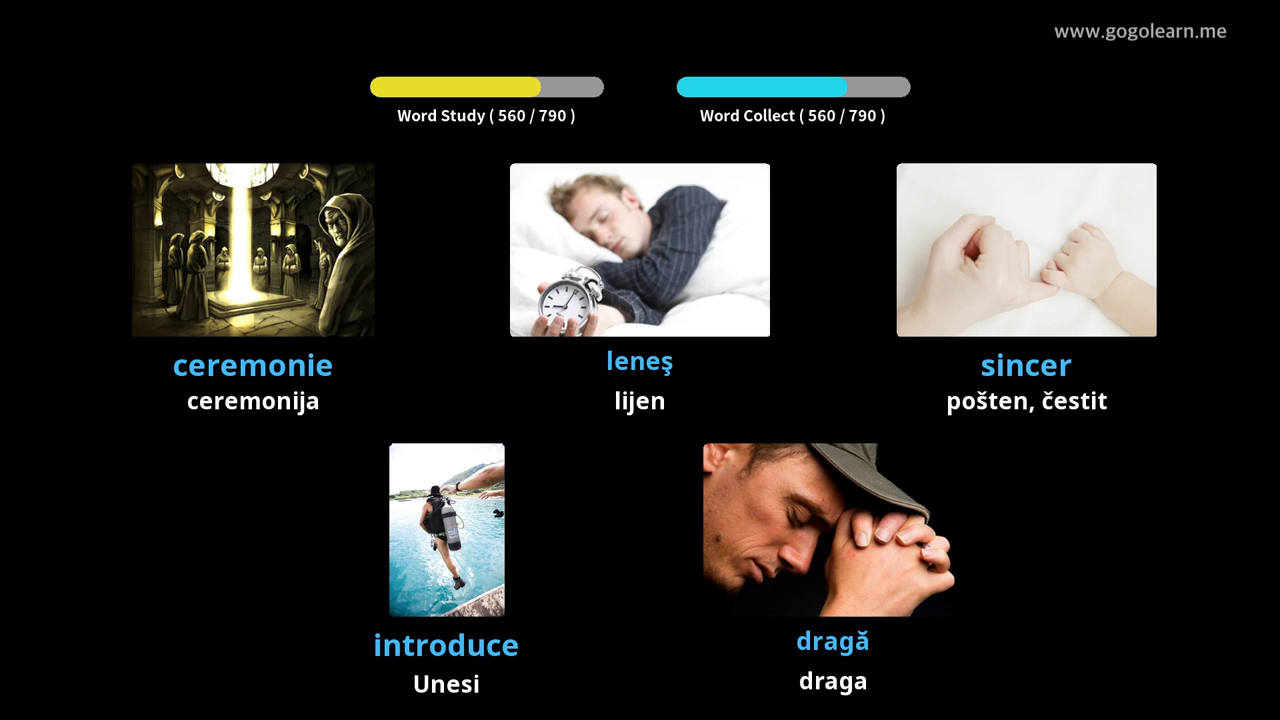 www.gogolearn.me
Word Study ( 560 / 790 )
Word Collect ( 560 / 790 )
ceremonie
ceremonija
leneş
lijen
sincer
pošten, čestit
introduce
Unesi
dragă
draga